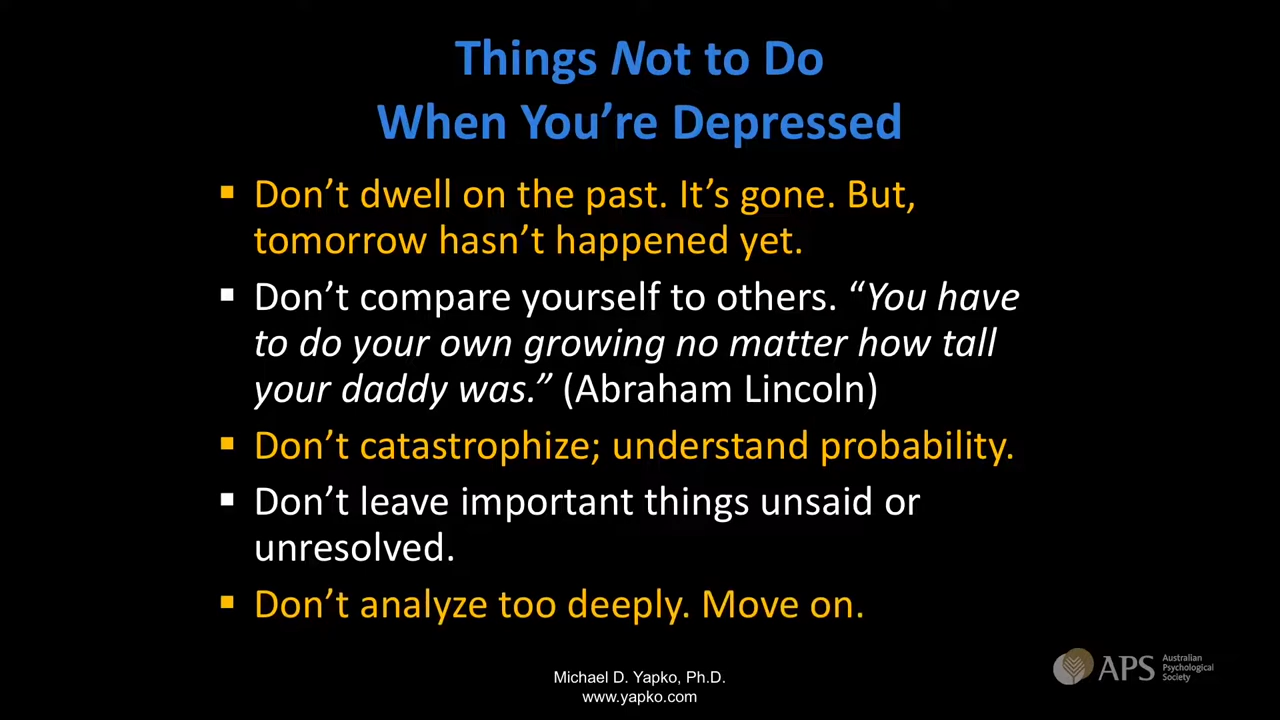 Things Not to Do
When You’re Depressed
▪ Don’t dwell on the past. It’s gone. But,
tomorrow hasn’t happened yet.
▪ Don’t compare yourself to others. “You have
to do your own growing no matter how tall
your daddy was.” (Abraham Lincoln)
▪ Don’t catastrophize; understand probability.
▪ Don’t leave important things unsaid or
unresolved.
▪ Don’t analyze too deeply. Move on.
Michael D. Yapko, Ph.D.
www.yapko.com
APS
Australian
Psychological
Society